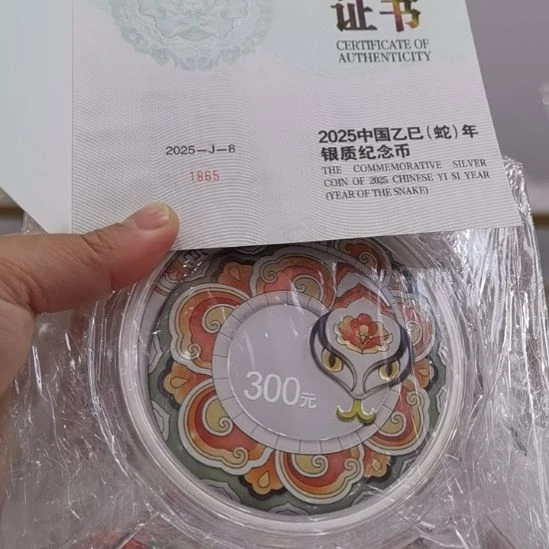 证书
CERTIFICATE OF
AUTHENTICITY
2025-J-8
1865
2025中国乙巳(蛇)年
银质纪念币
THE COMMEMORATIVE SILVER
COIN OF 2025 CHINESE YI SI YEAR
(YEAR OF THE SNAKE)
300元